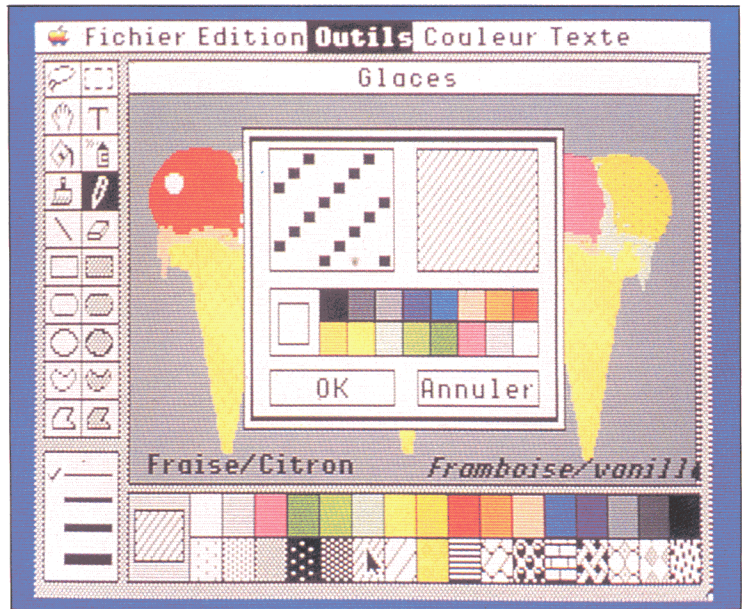 Fichier Edition Outils Couleur Texte
Glaces
T
OK Annuler
Fraise/Citron Framboise/vanill